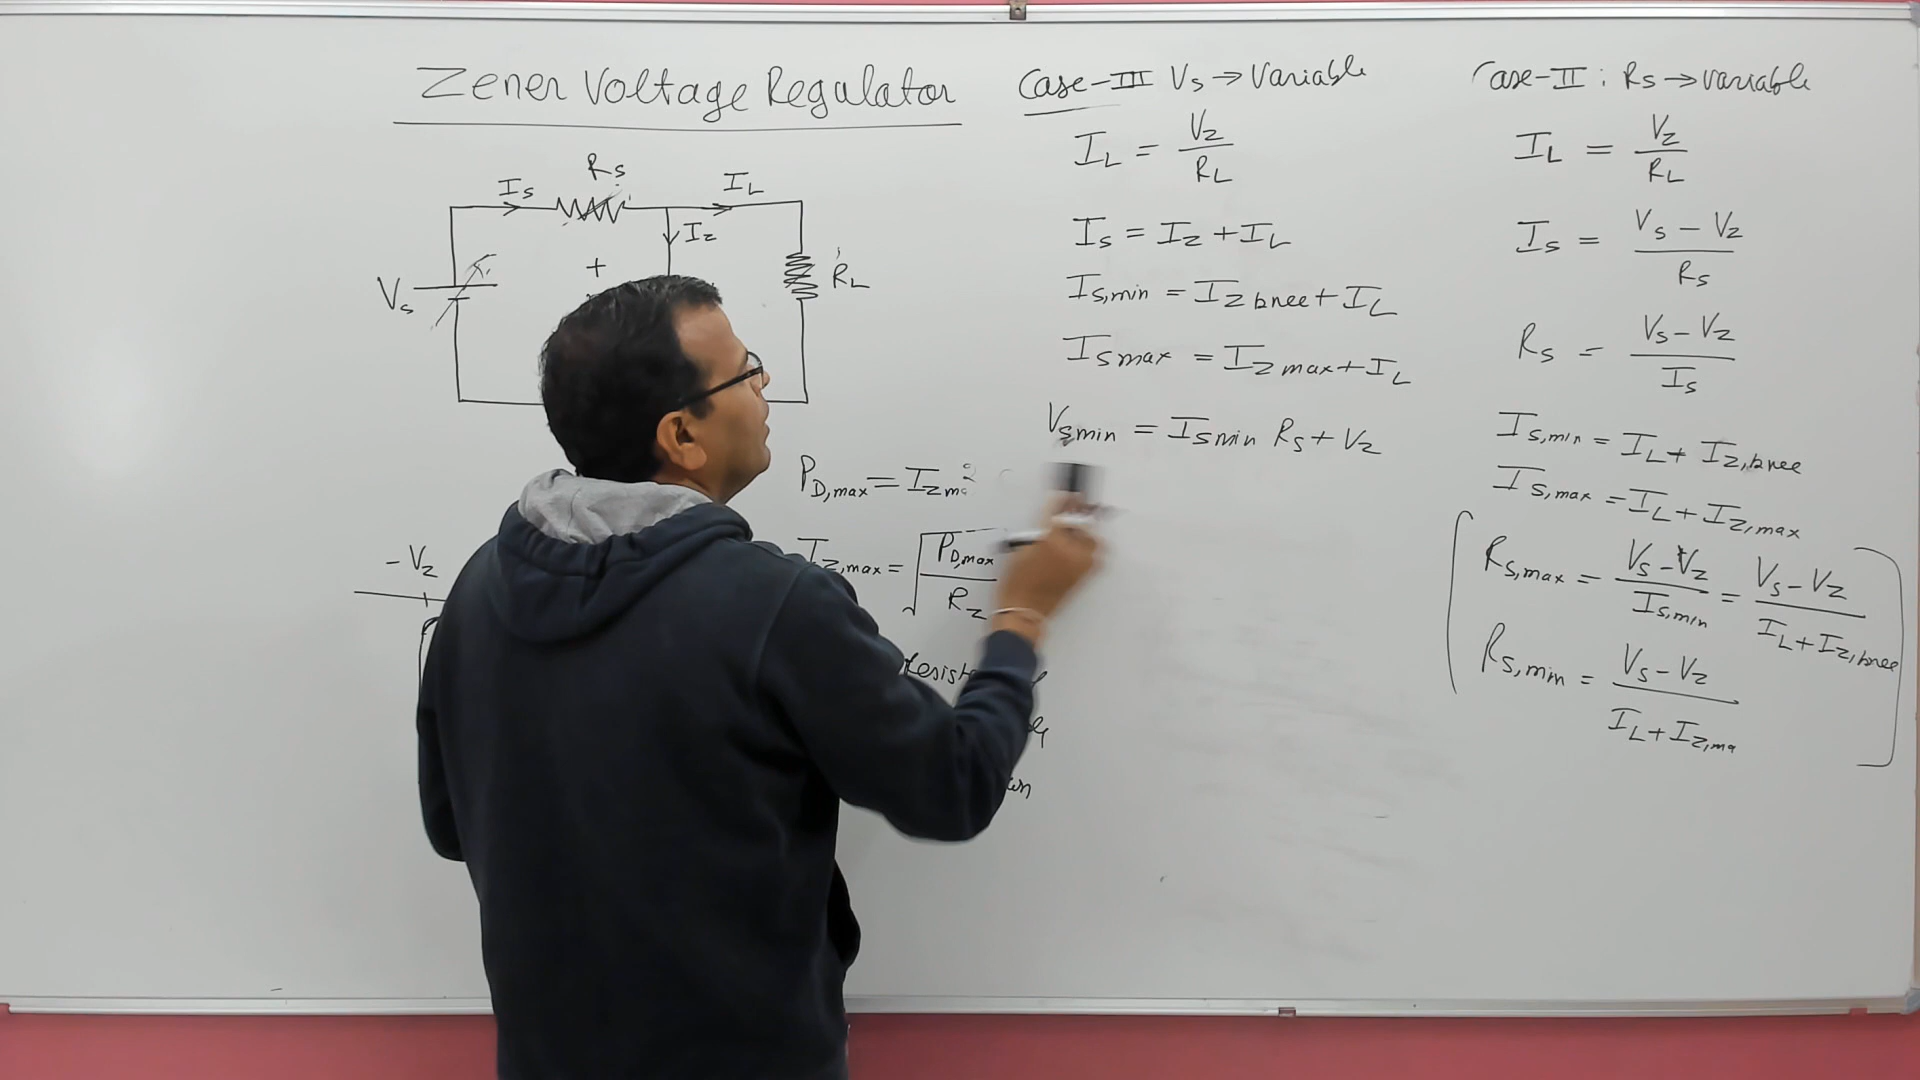 Zener Voltage Regulator
Rs
Is
IL
Iz
+
Vs
RL
PD,max = Iz
Iz,max = √(PD,max / Rz)
-Vz
Case-III Vs → Variable
IL = Vz / RL
Is = Iz + IL
Is,min = Iz knee + IL
Is max = Iz max + IL
Vs min = Is min Rs + Vz
Case-II : Rs → variable
IL = Vz / RL
Is = Vs - Vz / Rs
Rs = Vs - Vz / Is
Is,min = IL + Iz,knee
Is,max = IL + Iz,max
Rs,max = Vs - Vz / Is,min = Vs - Vz / IL + Iz,knee
Rs,min = Vs - Vz / IL + Iz,ma